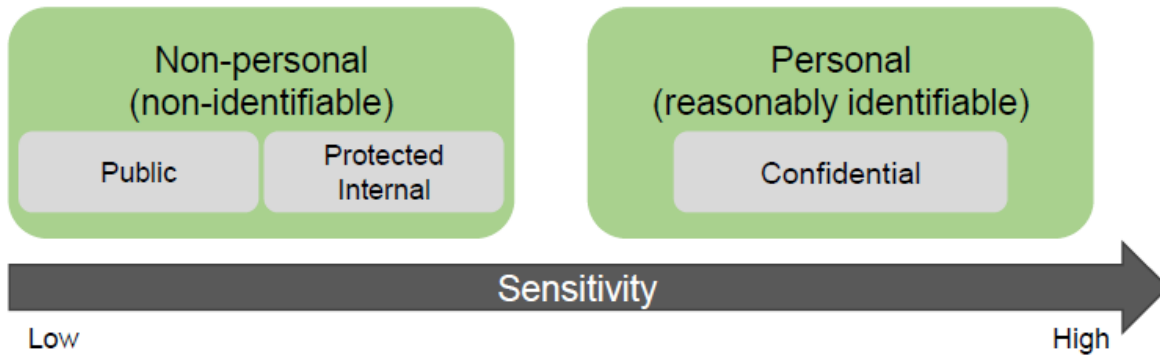 Non-personal
(non-identifiable)
Public
Protected
Internal
Personal
(reasonably identifiable)
Confidential
Sensitivity
Low
High